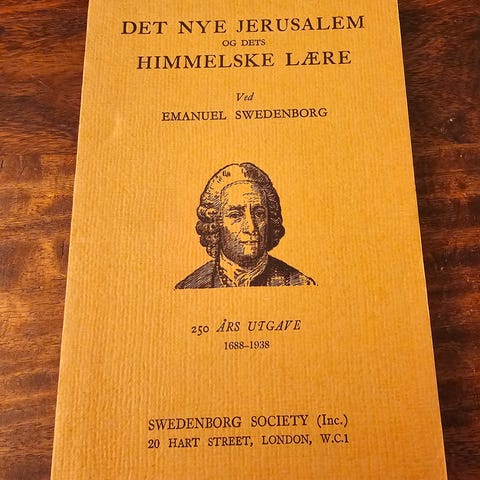 DET NYE JERUSALEM
OG DETS
HIMMELSKE LÆRE
Ved
EMANUEL SWEDENBORG
250 ÅRS UTGAVE
1688–1938
SWEDENBORG SOCIETY (Inc.)
20 HART STREET, LONDON, W.C.1